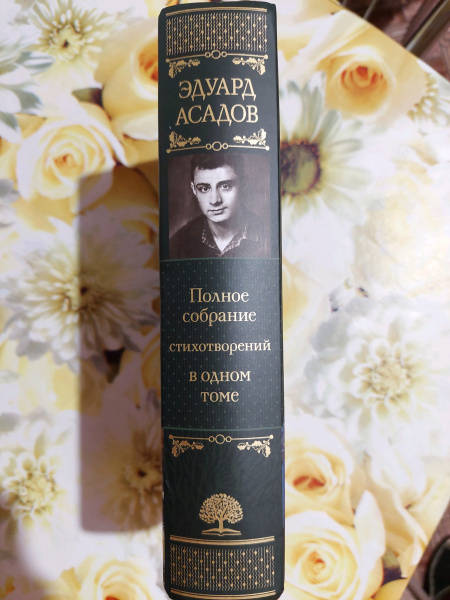 ЭДУАРД
АСАДОВ
Полное
собрание
стихотворений
в одном
томе